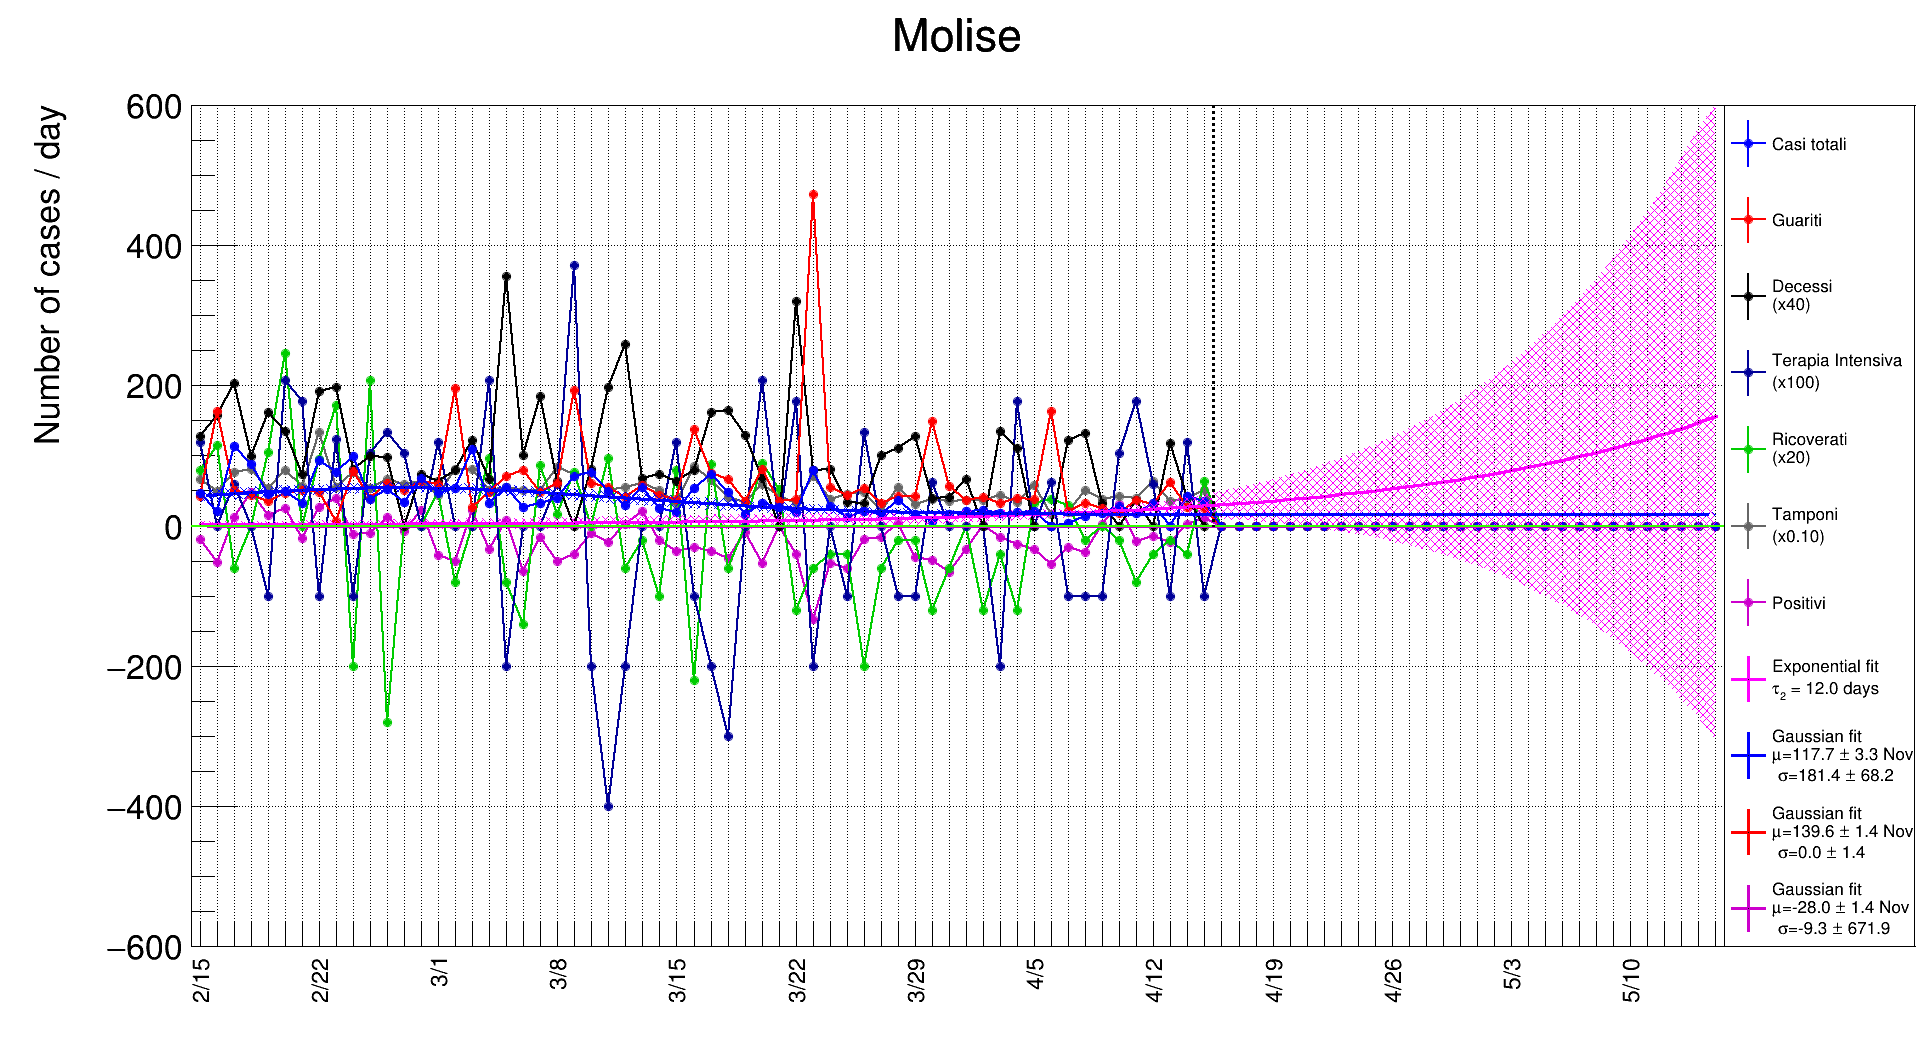 Molise
Number of cases / day
600
400
200
0
−200
−400
−600
2/15
2/22
3/1
3/8
3/15
3/22
3/29
4/5
4/12
4/19
4/26
5/3
5/10
Casi totali
Guariti
Decessi
(x40)
Terapia Intensiva
(x100)
Ricoverati
(x20)
Tamponi
(x0.10)
Positivi
Exponential fit
τ2 = 12.0 days
Gaussian fit
μ=117.7 ± 3.3 Nov
σ=181.4 ± 68.2
Gaussian fit
μ=139.6 ± 1.4 Nov
σ=0.0 ± 1.4
Gaussian fit
μ=-28.0 ± 1.4 Nov
σ=-9.3 ± 671.9